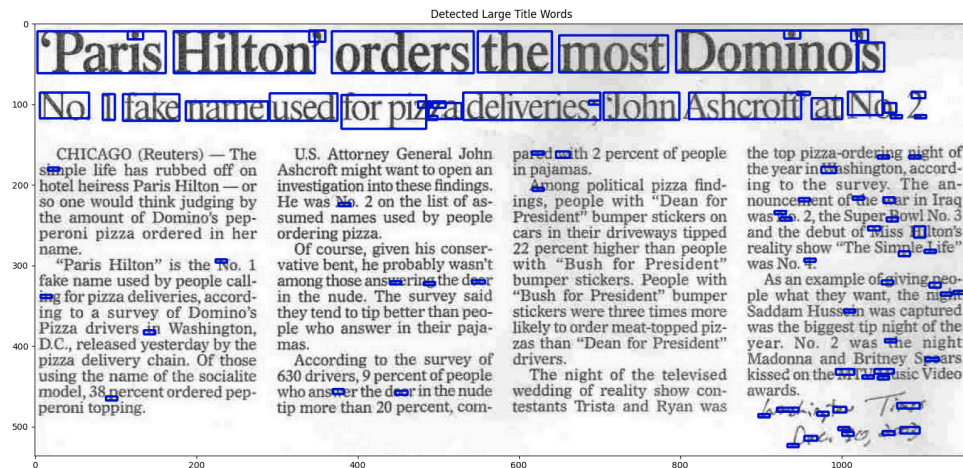 Detected Large Title Words
'Paris Hilton' orders the most Domino's
No. 1 fake name used for pizza deliveries, John Ashcroft at No. 2
CHICAGO (Reuters) — The
simple life has rubbed off on
hotel heiress Paris Hilton — or
so one would think judging by
the amount of Domino's pep-
peroni pizza ordered in her
name.
"Paris Hilton" is the No. 1
fake name used by people call-
ing for pizza deliveries, accord-
ing to a survey of Domino's
Pizza drivers in Washington,
D.C., released yesterday by the
pizza delivery chain. Of those
using the name of the socialite
model, 38 percent ordered pep-
peroni topping.
U.S. Attorney General John
Ashcroft might want to open an
investigation into these findings.
He was No. 2 on the list of as-
sumed names used by people
ordering pizza.
Of course, given his conser-
vative bent, he probably wasn't
among those answering the door
in the nude. The survey said
they tend to tip better than peo-
ple who answer in their paja-
mas.
According to the survey of
630 drivers, 9 percent of people
who answer the door in the nude
tip more than 20 percent, com-
pared with 2 percent of people
in pajamas.
Among political pizza find-
ings, people with "Dean for
President" bumper stickers on
cars in their driveways tipped
22 percent higher than people
with "Bush for President"
bumper stickers. People with
"Bush for President" bumper
stickers were three times more
likely to order meat-topped piz-
zas than "Dean for President"
drivers.
The night of the televised
wedding of reality show con-
testants Trista and Ryan was
the top pizza-ordering night of
the year in Washington, accord-
ing to the survey. The an-
nouncement of the war in Iraq
was No. 2, the Super Bowl No. 3
and the debut of Miss Hilton's
reality show "The Simple Life"
was No. 4.
As an example of giving peo-
ple what they want, the night
Saddam Hussein was captured
was the biggest tip night of the
year. No. 2 was the night
Madonna and Britney Spears
kissed on the MTV Music Video
awards.
Washington Times
Dec. 30, 2003
0
100
200
300
400
500
0 200 400 600 800 1000